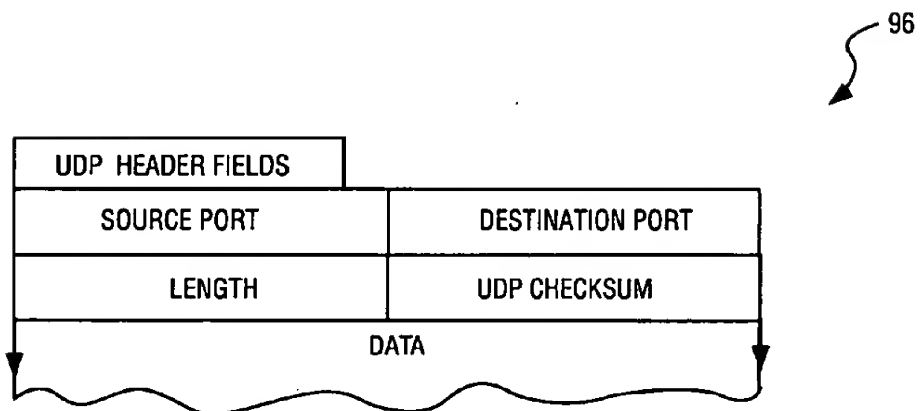 96
UDP HEADER FIELDS
SOURCE PORT DESTINATION PORT
LENGTH UDP CHECKSUM
DATA